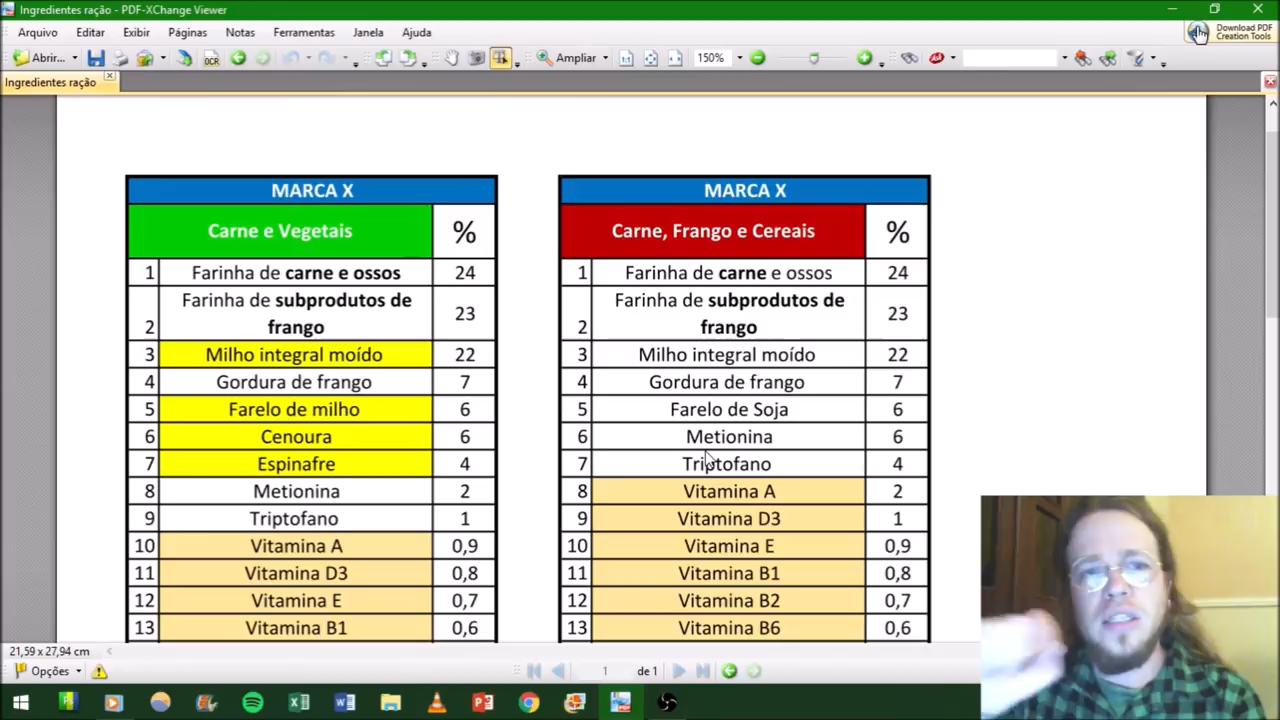 Ingredientes ração - PDF-XChange Viewer
Arquivo Editar Exibir Páginas Notas Ferramentas Janela Ajuda
Download PDF
Creation Tools
Abrir... OCR Ampliar 150%
Ingredientes ração
MARCA X
Carne e Vegetais %
1 Farinha de carne e ossos 24
2 Farinha de subprodutos de frango 23
3 Milho integral moído 22
4 Gordura de frango 7
5 Farelo de milho 6
6 Cenoura 6
7 Espinafre 4
8 Metionina 2
9 Triptofano 1
10 Vitamina A 0,9
11 Vitamina D3 0,8
12 Vitamina E 0,7
13 Vitamina B1 0,6
MARCA X
Carne, Frango e Cereais %
1 Farinha de carne e ossos 24
2 Farinha de subprodutos de frango 23
3 Milho integral moído 22
4 Gordura de frango 7
5 Farelo de Soja 6
6 Metionina 6
7 Triptofano 4
8 Vitamina A 2
9 Vitamina D3 1
10 Vitamina E 0,9
11 Vitamina B1 0,8
12 Vitamina B2 0,7
13 Vitamina B6 0,6
21,59 x 27,94 cm
Opções 1 de 1